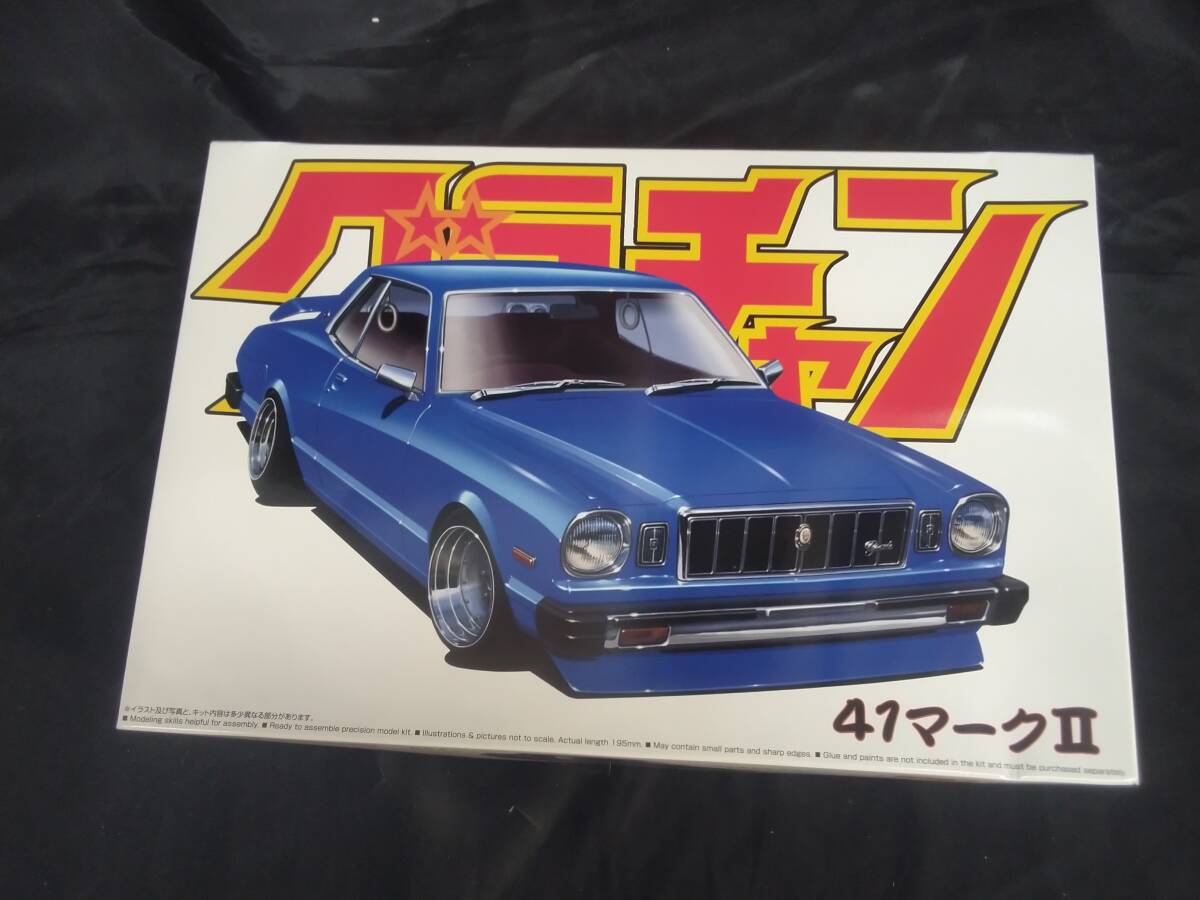 グラチャン
41マークⅡ
※イラスト及び写真と、キット内容は多少異なる部分があります。
■ Modeling skills helpful for assembly. ■ Ready to assemble precision model kit. ■ Illustrations & pictures not to scale. Actual length 195mm. ■ May contain small parts and sharp edges. ■ Glue and paints are not included in the kit and must be purchased separately.